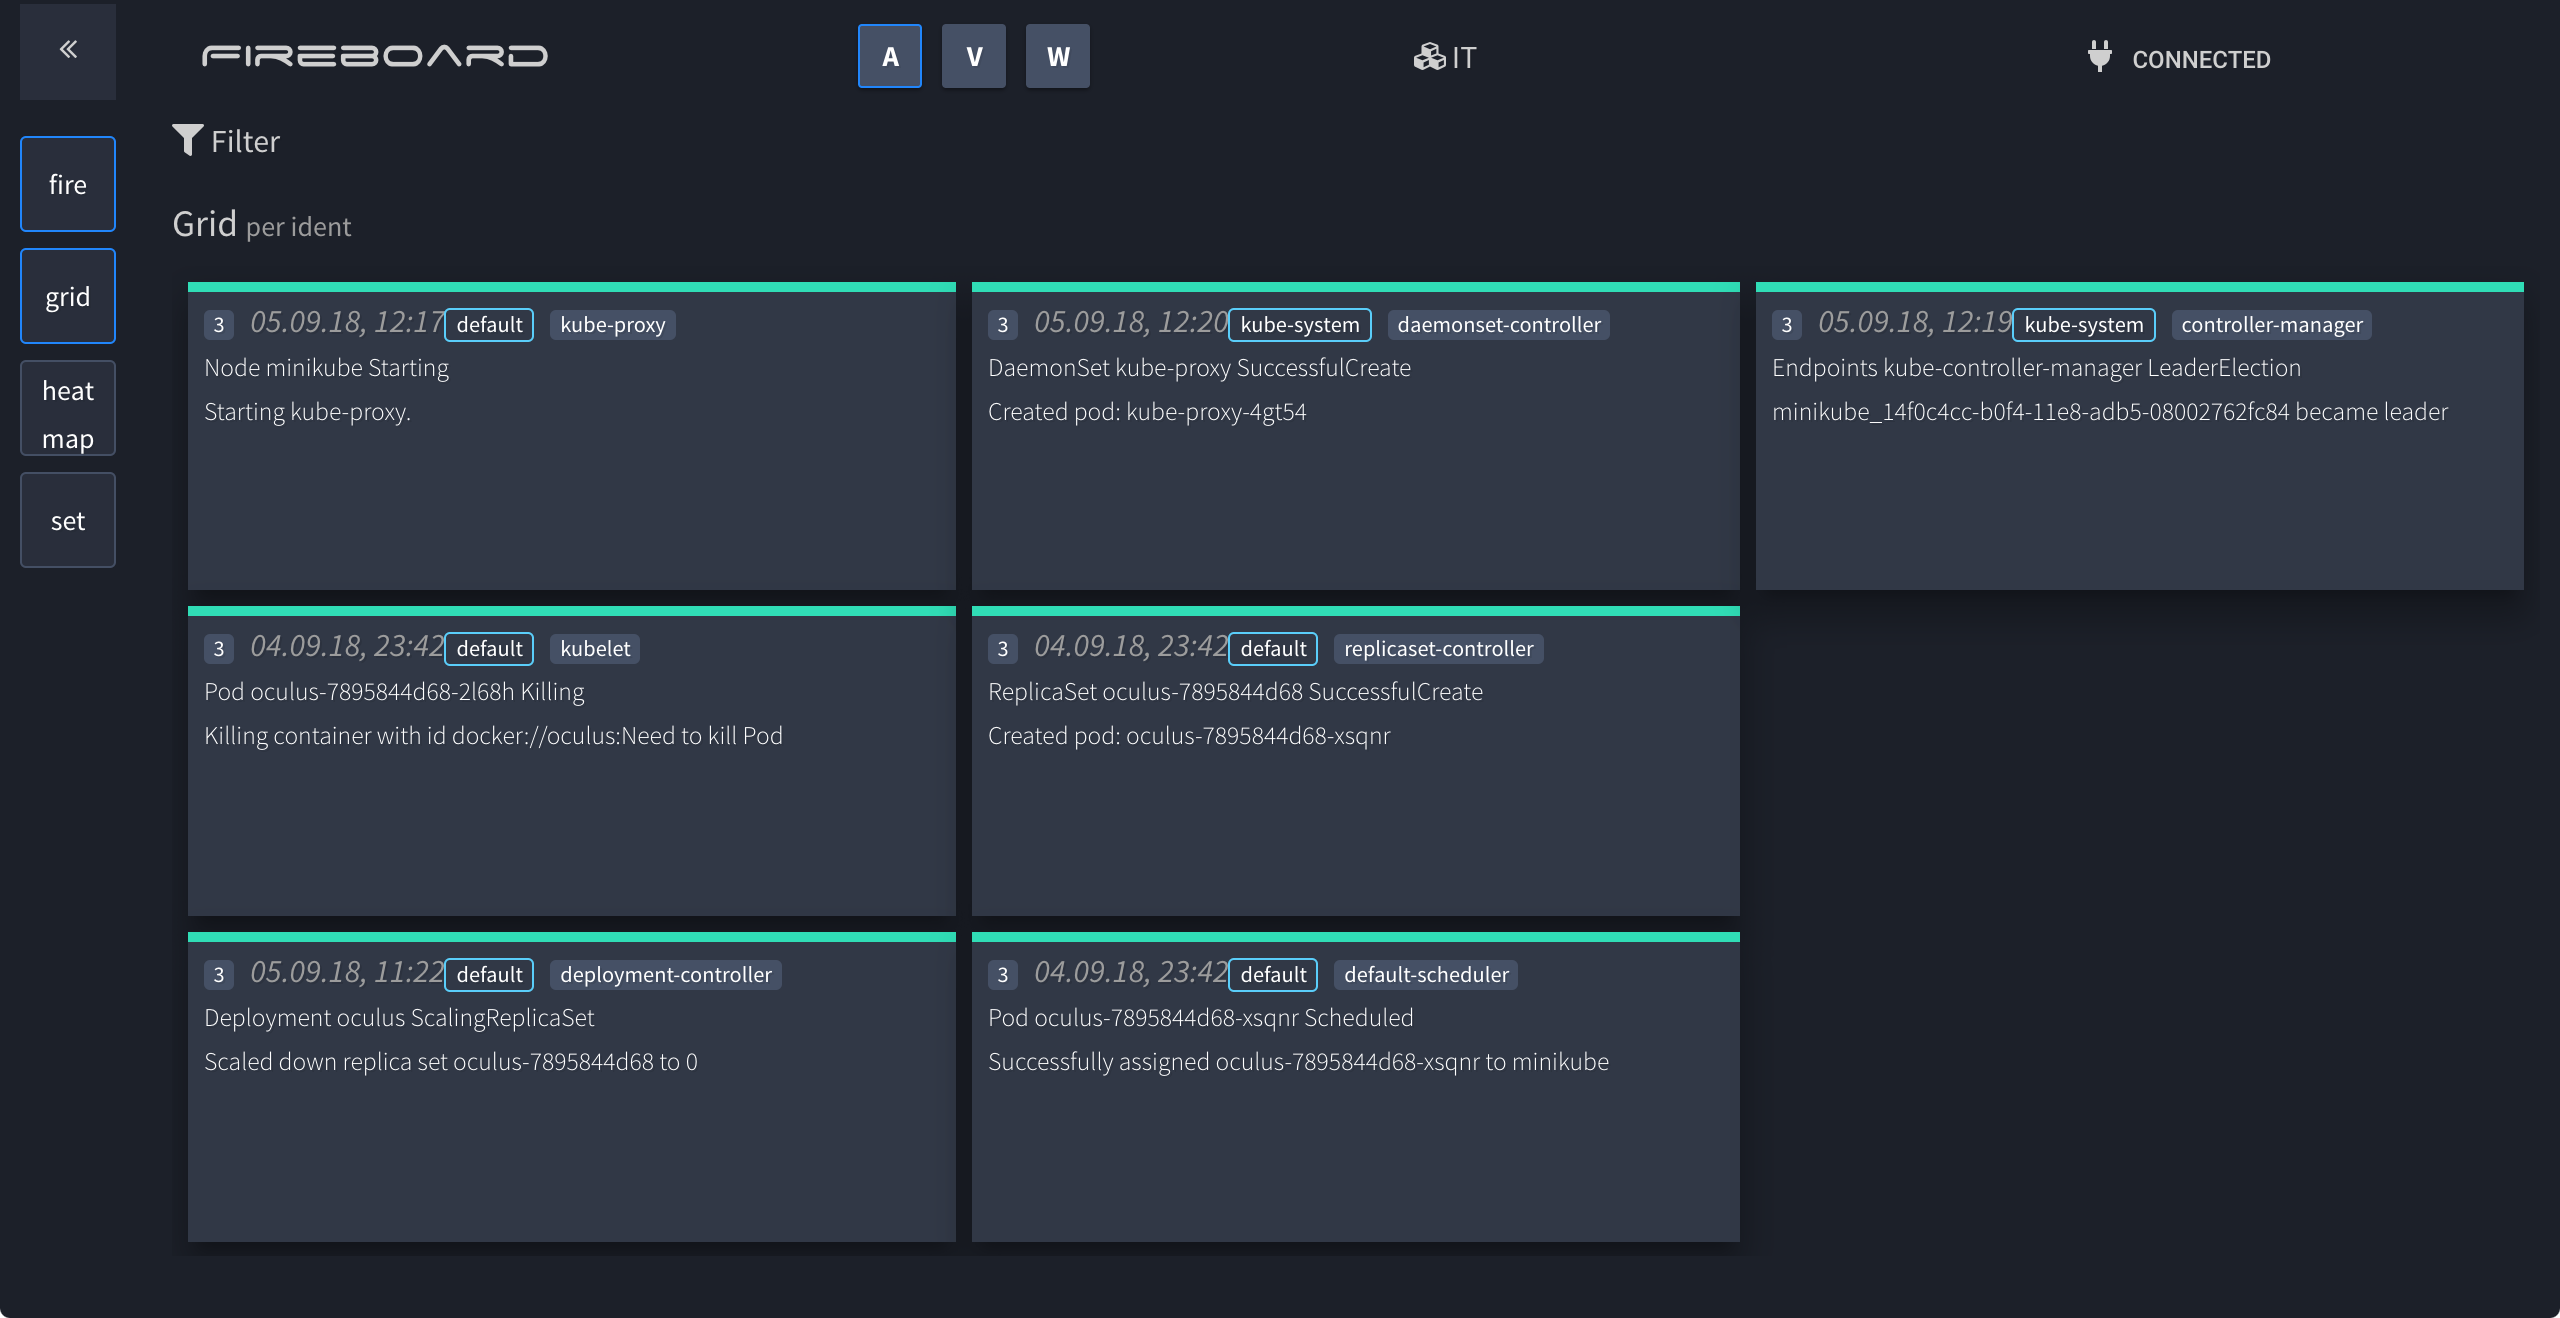 FIREBOARD
A V W
IT
CONNECTED
fire
grid
heat
map
set
Filter
Grid per ident
3 05.09.18, 12:17 default kube-proxy
Node minikube Starting
Starting kube-proxy.
3 05.09.18, 12:20 kube-system daemonset-controller
DaemonSet kube-proxy SuccessfulCreate
Created pod: kube-proxy-4gt54
3 05.09.18, 12:19 kube-system controller-manager
Endpoints kube-controller-manager LeaderElection
minikube_14f0c4cc-b0f4-11e8-adb5-08002762fc84 became leader
3 04.09.18, 23:42 default kubelet
Pod oculus-7895844d68-2l68h Killing
Killing container with id docker://oculus:Need to kill Pod
3 04.09.18, 23:42 default replicaset-controller
ReplicaSet oculus-7895844d68 SuccessfulCreate
Created pod: oculus-7895844d68-xsqnr
3 05.09.18, 11:22 default deployment-controller
Deployment oculus ScalingReplicaSet
Scaled down replica set oculus-7895844d68 to 0
3 04.09.18, 23:42 default default-scheduler
Pod oculus-7895844d68-xsqnr Scheduled
Successfully assigned oculus-7895844d68-xsqnr to minikube